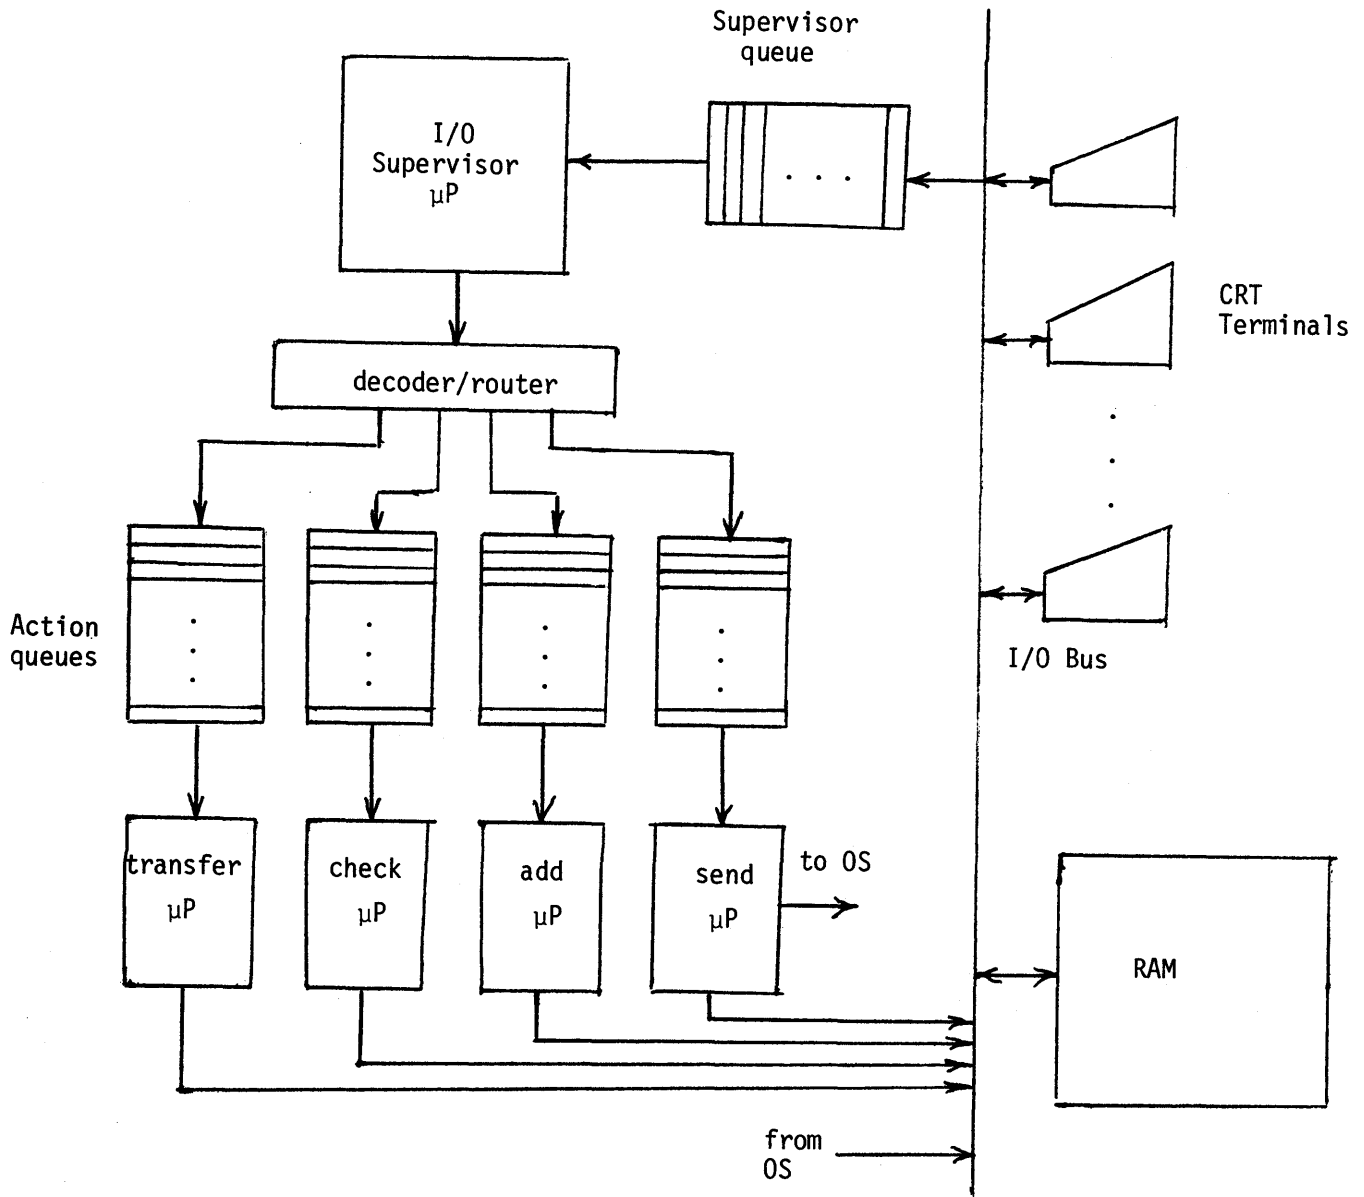 Supervisor
queue
I/O
Supervisor
μP
CRT
Terminals
decoder/router
Action
queues
I/O Bus
transfer
μP
check
μP
add
μP
send
μP
to OS
RAM
from
OS